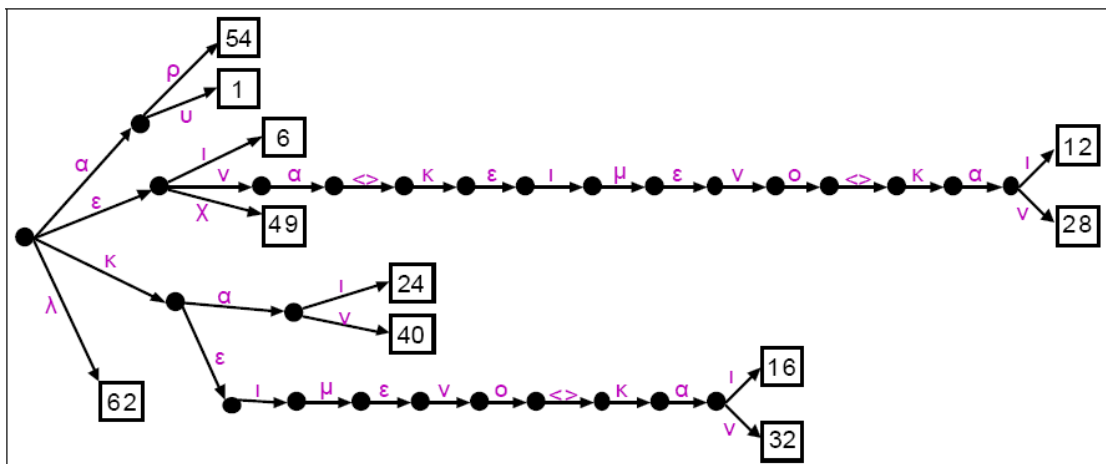 ρ 54
1
υ
α
ι 6
ν α <> κ ε ι μ ε ν ο <> κ α ι 12
ε
χ 49
ν 28
κ
λ
α ι 24
ν 40
ε
62
ι μ ε ν ο <> κ α ι 16
ν 32